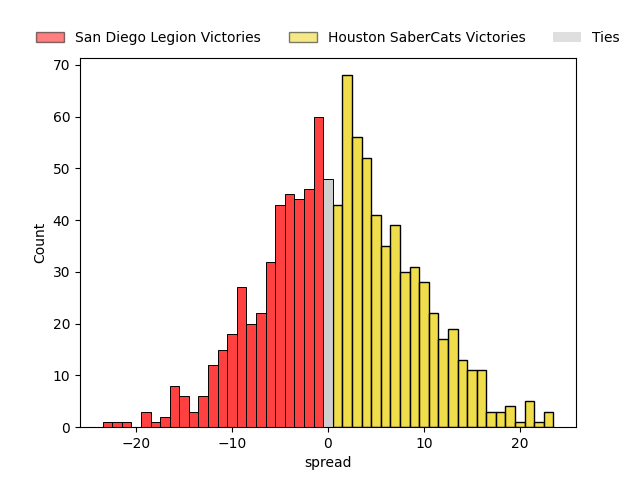 San Diego Legion Victories Houston SaberCats Victories Ties
70
60
50
40
30
20
10
0
Count
−20 −10 0 10 20
spread